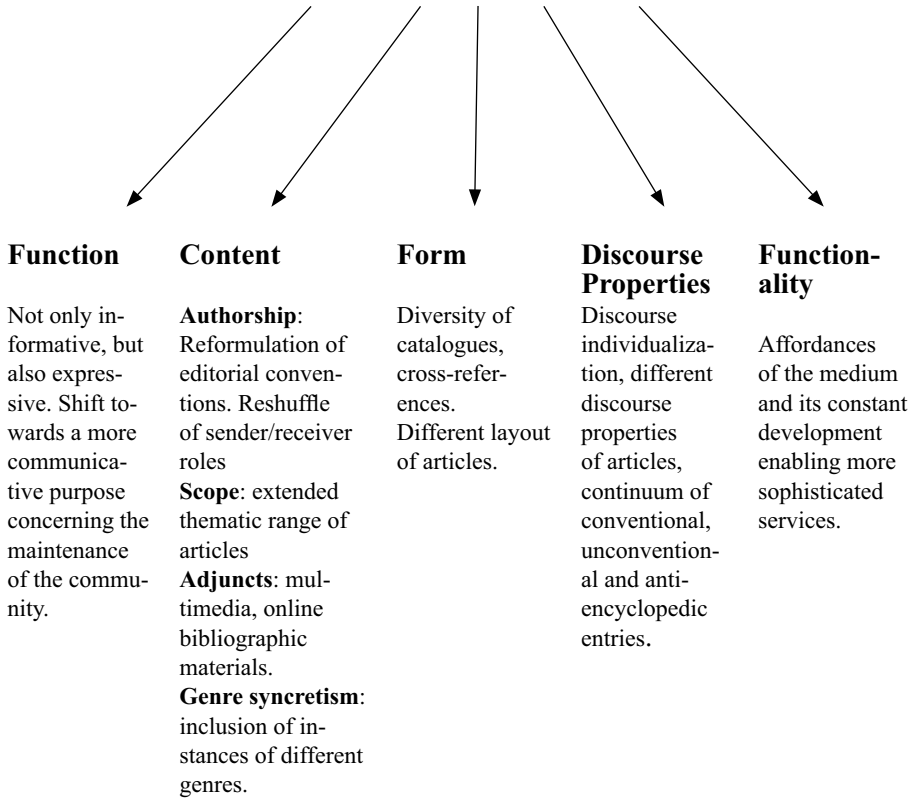 Function
Not only in-
formative, but
also expres-
sive. Shift to-
wards a more
communica-
tive purpose
concerning the
maintenance
of the commu-
nity.
Content
Authorship:
Reformulation of
editorial conven-
tions. Reshuffle
of sender/receiver
roles
Scope: extended
thematic range of
articles
Adjuncts: mul-
timedia, online
bibliographic
materials.
Genre syncretism:
inclusion of in-
stances of different
genres.
Form
Diversity of
catalogues,
cross-refer-
ences.
Different layout
of articles.
Discourse
Properties
Discourse
individualiza-
tion, different
discourse
properties
of articles,
continuum of
conventional,
unconvention-
al and anti-
encyclopedic
entries.
Function-
ality
Affordances
of the medium
and its constant
development
enabling more
sophisticated
services.